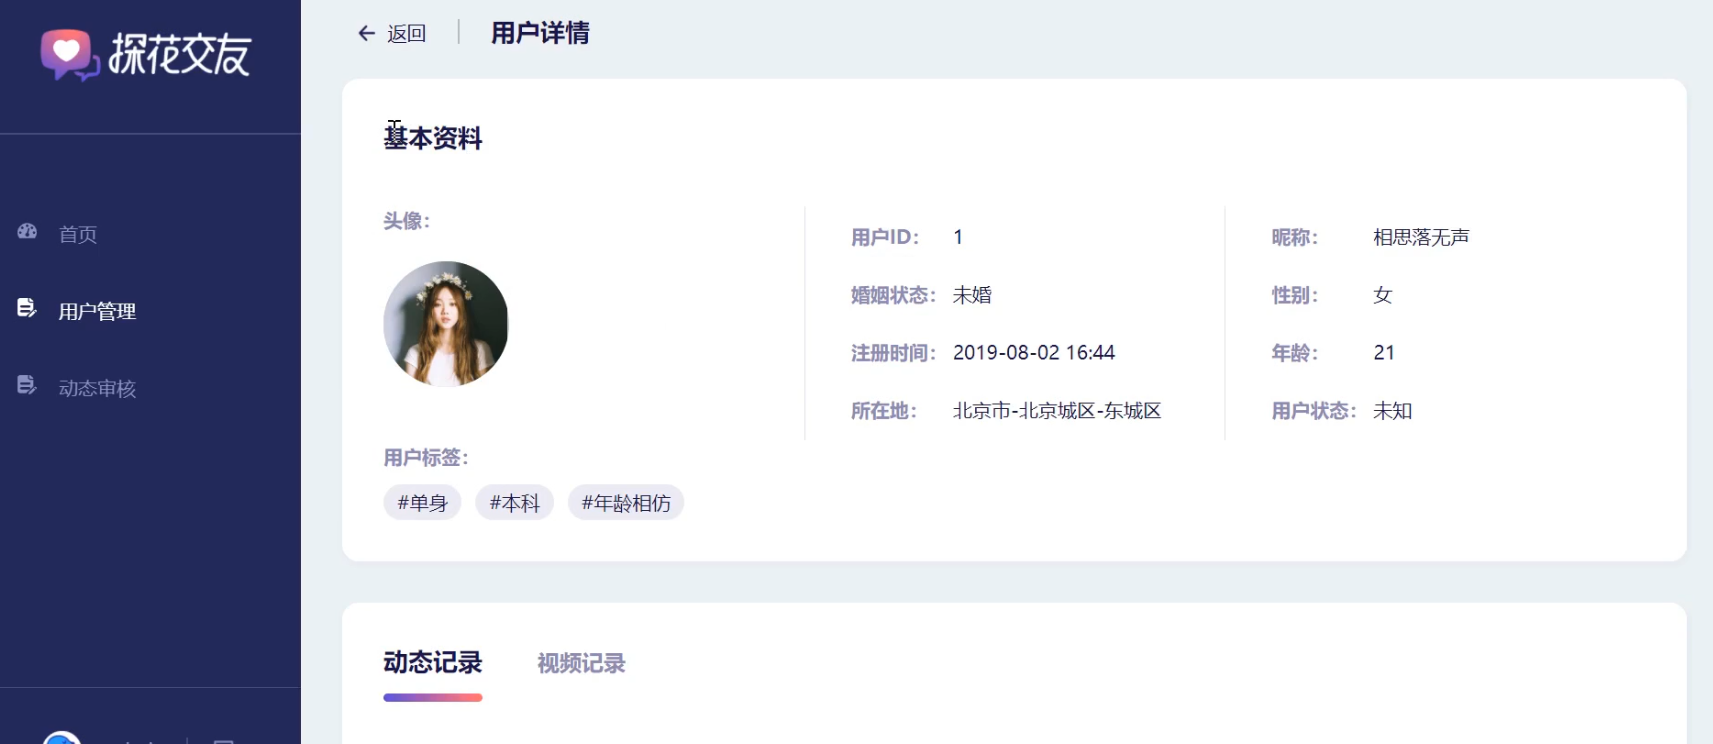 探花交友
首页
用户管理
动态审核
返回
用户详情
基本资料
头像：
用户ID： 1
昵称： 相思落无声
婚姻状态： 未婚
性别： 女
注册时间： 2019-08-02 16:44
年龄： 21
所在地： 北京市-北京城区-东城区
用户状态： 未知
用户标签：
#单身 #本科 #年龄相仿
动态记录 视频记录